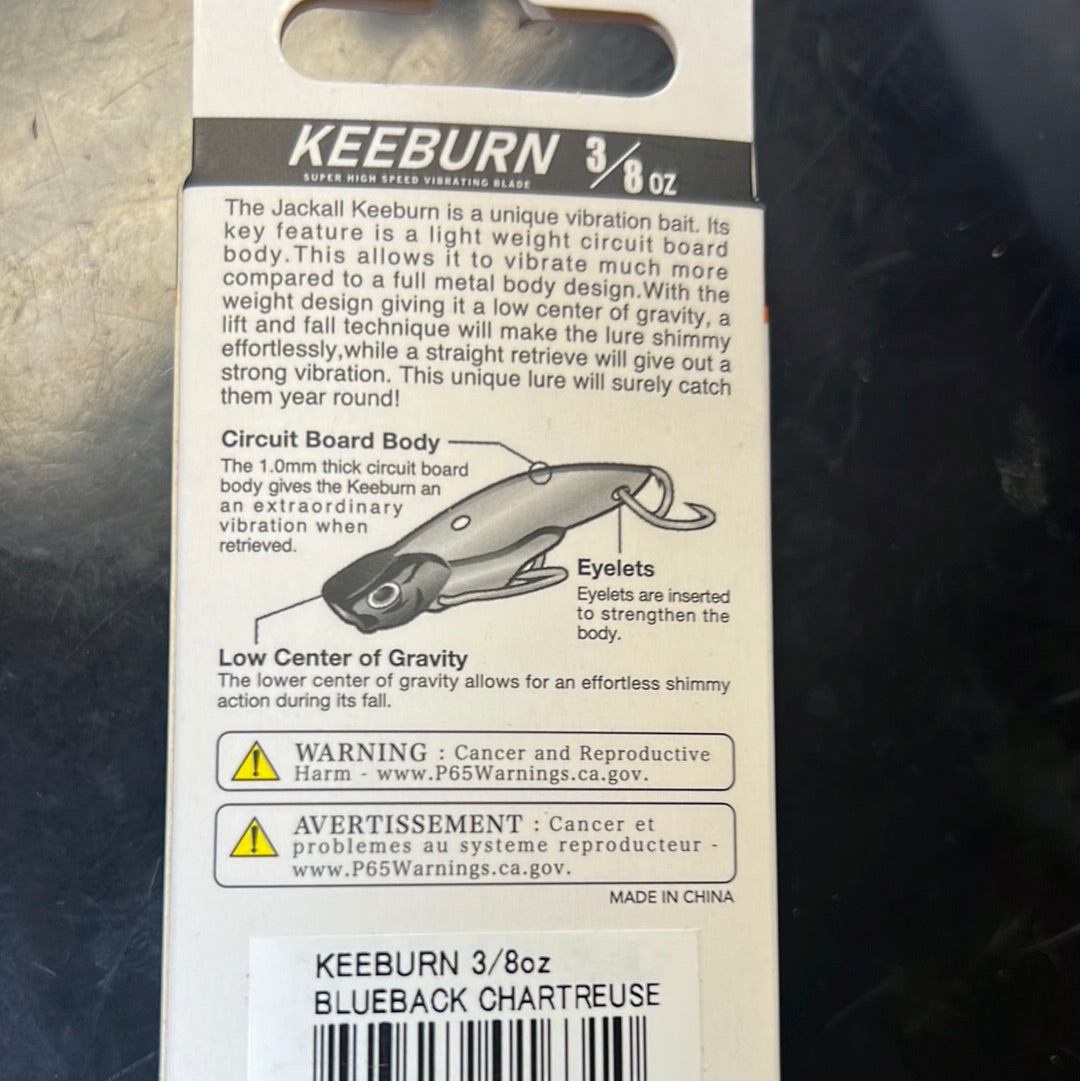 KEEBURN 3/8 oz
SUPER HIGH SPEED VIBRATING BLADE
The Jackall Keeburn is a unique vibration bait. Its
key feature is a light weight circuit board
body.This allows it to vibrate much more
compared to a full metal body design.With the
weight design giving it a low center of gravity, a
lift and fall technique will make the lure shimmy
effortlessly,while a straight retrieve will give out a
strong vibration. This unique lure will surely catch
them year round!
Circuit Board Body
The 1.0mm thick circuit board
body gives the Keeburn an
an extraordinary
vibration when
retrieved.
Eyelets
Eyelets are inserted
to strengthen the
body.
Low Center of Gravity
The lower center of gravity allows for an effortless shimmy
action during its fall.
WARNING : Cancer and Reproductive
Harm - www.P65Warnings.ca.gov.
AVERTISSEMENT : Cancer et
problemes au systeme reproducteur -
www.P65Warnings.ca.gov.
MADE IN CHINA
KEEBURN 3/8oz
BLUEBACK CHARTREUSE